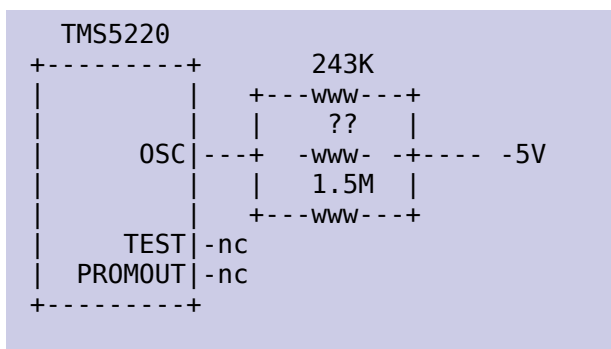 TMS5220
+---------+
|         |       243K
|         |   +---www---+
|         |   |    ??   |
|      OSC|---+  -www- -+---- -5V
|         |   |   1.5M  |
|         |   +---www---+
|     TEST|-nc
|  PROMOUT|-nc
+---------+